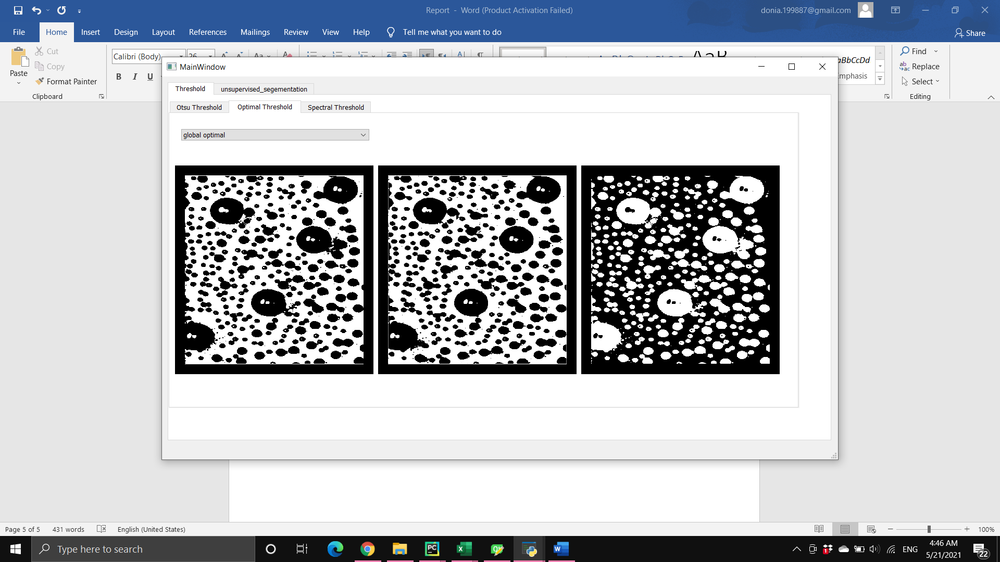 Report - Word (Product Activation Failed)
donia.199887@gmail.com
File Home Insert Design Layout References Mailings Review View Help Tell me what you want to do Share
Paste
Cut
Copy
Format Painter
Clipboard
Calibri (Body) 26
B I U
Find
Replace
Select
Editing
MainWindow
Threshold unsupervised_segementation
Otsu Threshold Optimal Threshold Spectral Threshold
global optimal
Page 5 of 5 431 words English (United States) 100%
Type here to search
ENG
4:46 AM
5/21/2021
22